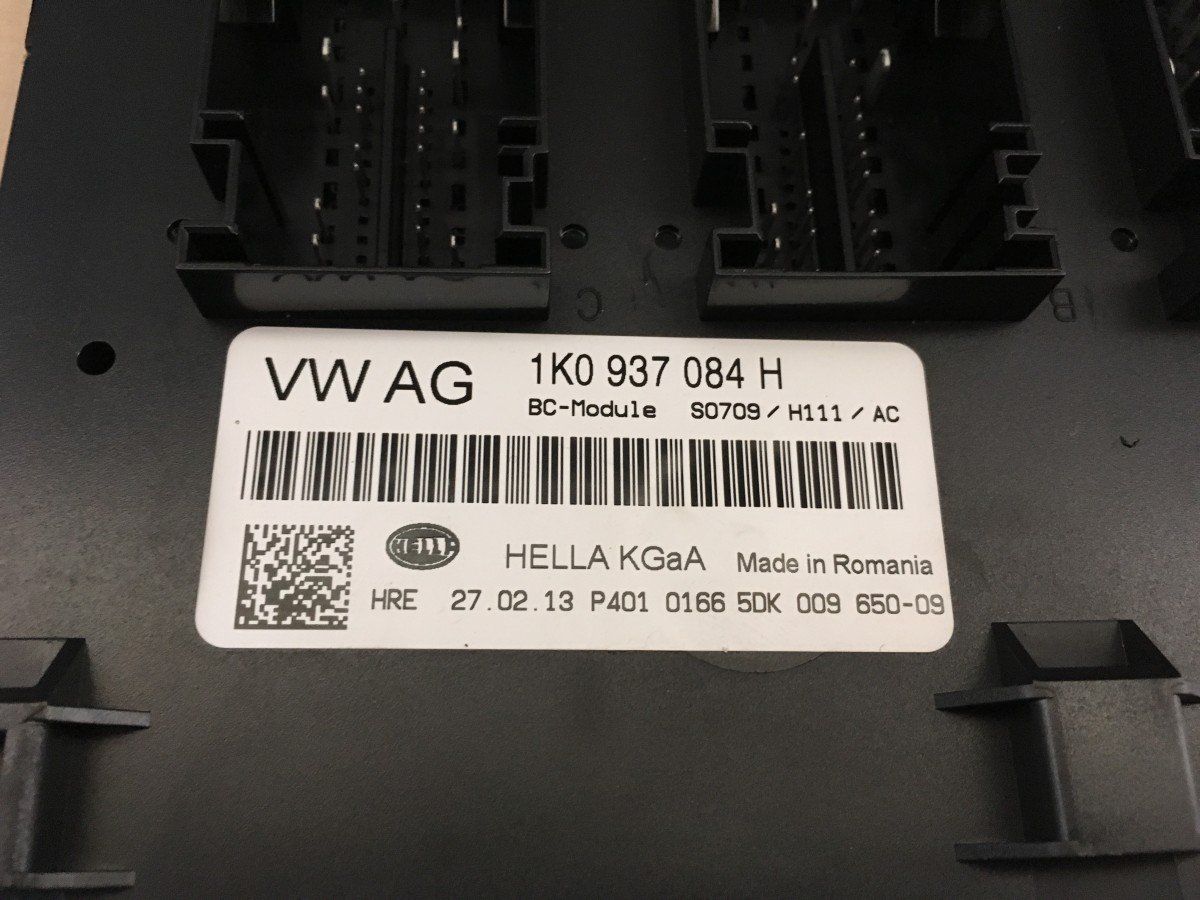 C
B
VW AG 1K0 937 084 H
BC-Module S0709 / H111 / AC
HELLA HELLA KGaA Made in Romania
HRE 27.02.13 P401 0166 5DK 009 650-09